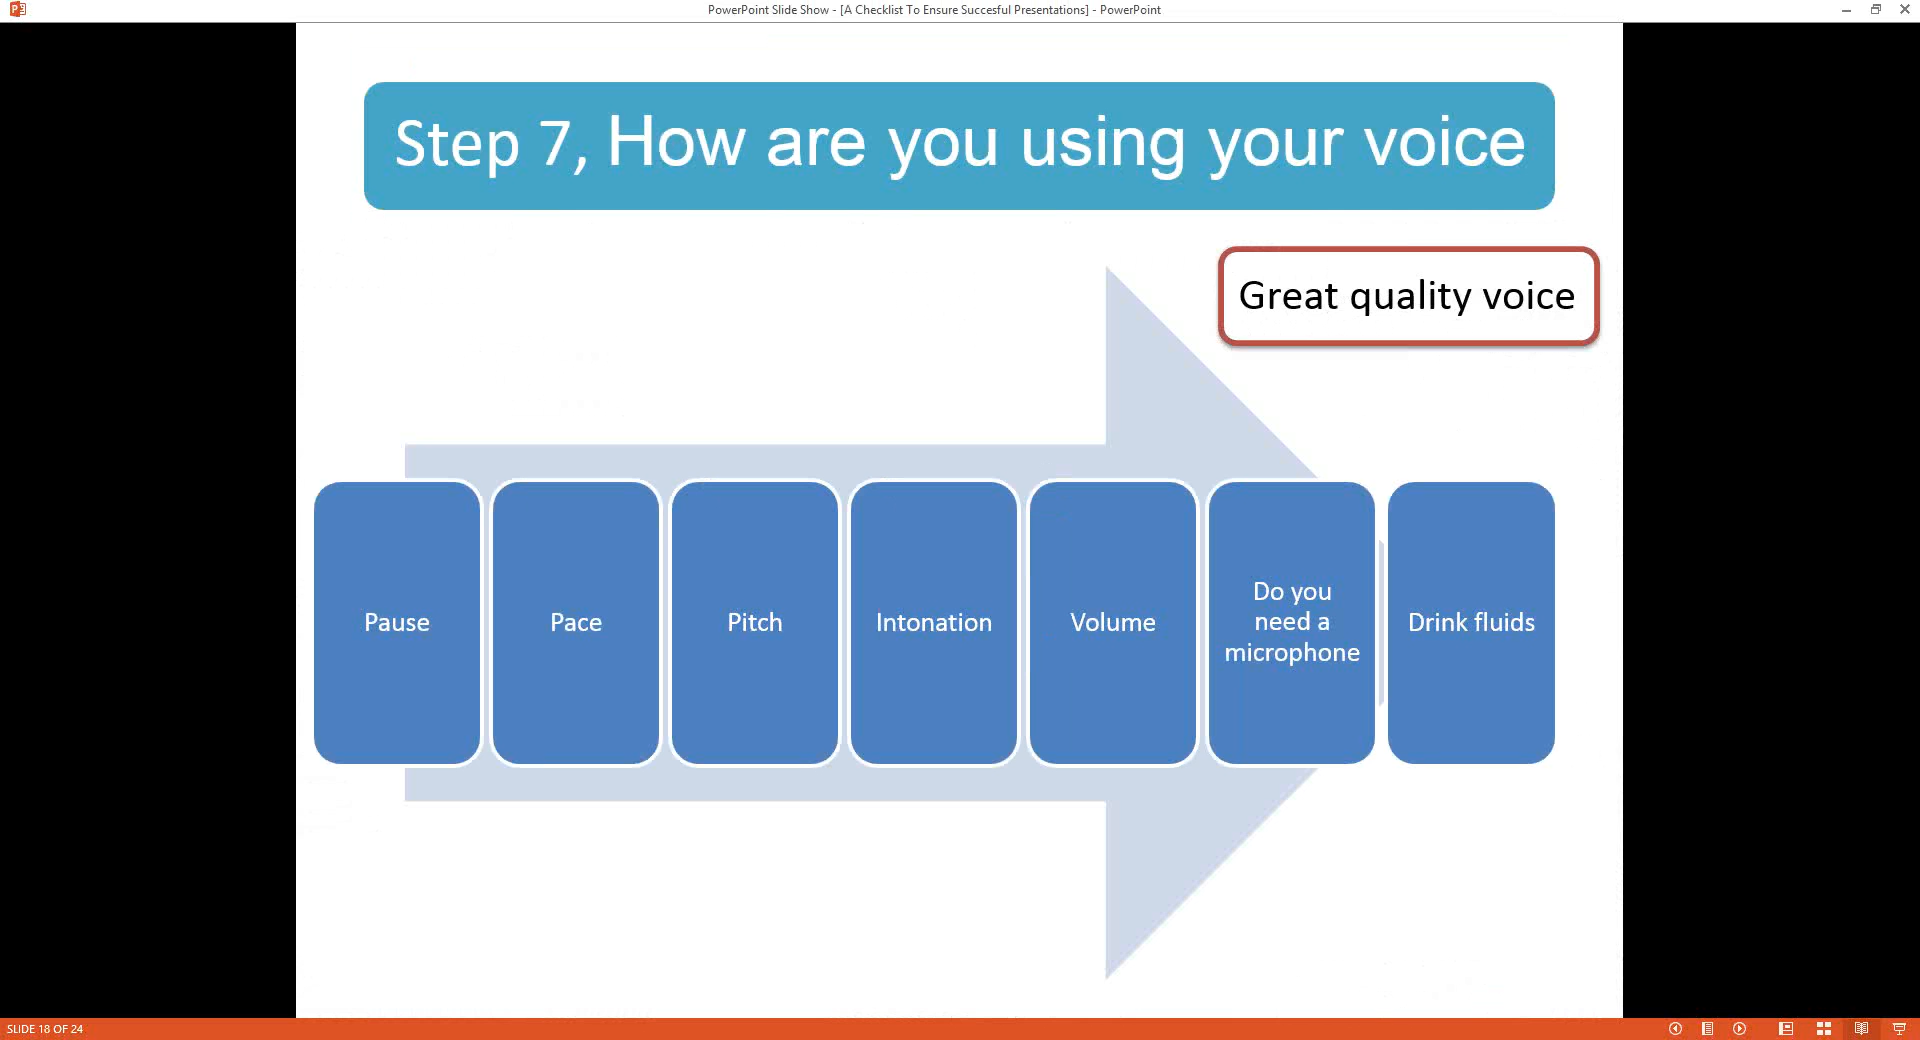 PowerPoint Slide Show - [A Checklist To Ensure Succesful Presentations] - PowerPoint
Step 7, How are you using your voice
Great quality voice
Pause
Pace
Pitch
Intonation
Volume
Do you
need a
microphone
Drink fluids
SLIDE 18 OF 24